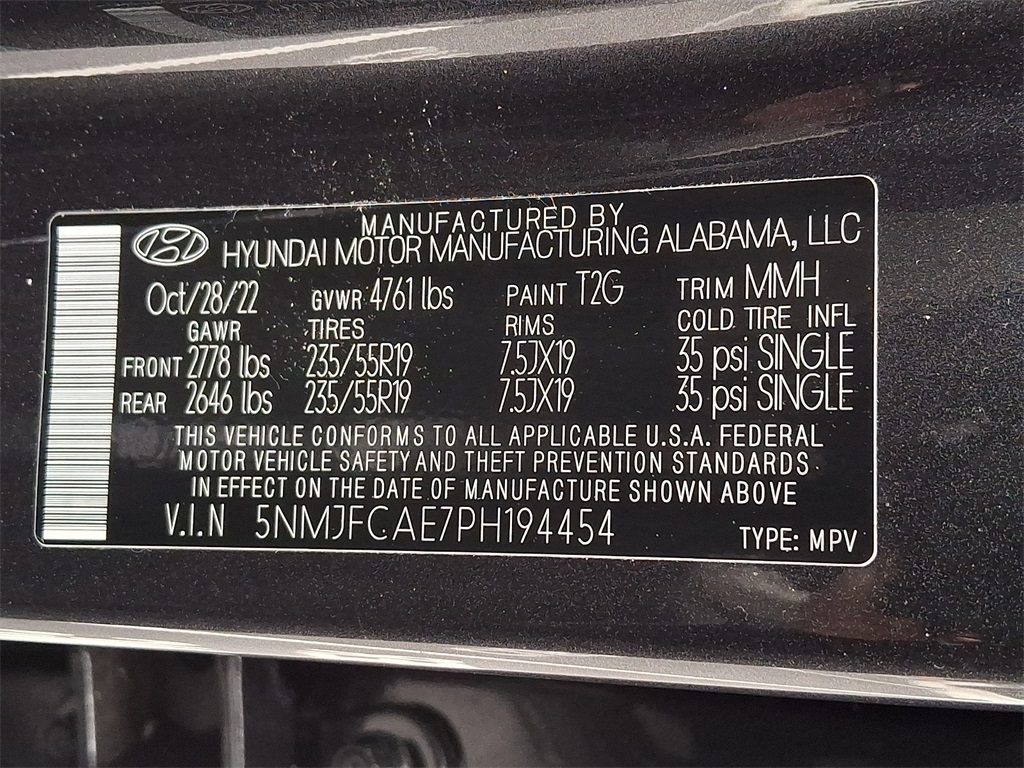 MANUFACTURED BY
HYUNDAI MOTOR MANUFACTURING ALABAMA, LLC
Oct/28/22 GVWR 4761 lbs PAINT T2G TRIM MMH
GAWR TIRES RIMS COLD TIRE INFL
FRONT 2778 lbs 235/55R19 7.5JX19 35 psi SINGLE
REAR 2646 lbs 235/55R19 7.5JX19 35 psi SINGLE
THIS VEHICLE CONFORMS TO ALL APPLICABLE U.S.A. FEDERAL
MOTOR VEHICLE SAFETY AND THEFT PREVENTION STANDARDS
IN EFFECT ON THE DATE OF MANUFACTURE SHOWN ABOVE
V.I.N 5NMJFCAE7PH194454
TYPE: MPV